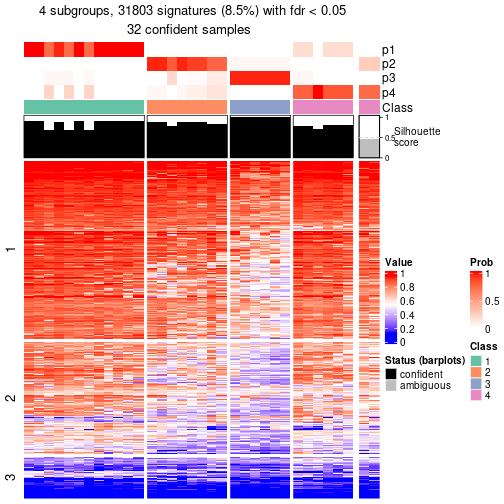 4 subgroups, 31803 signatures (8.5%) with fdr < 0.05
32 confident samples
p1
p2
p3
p4
Class
1
0.5
0
Silhouette
score
1
2
3
Value
1
0.8
0.6
0.4
0.2
0
Prob
1
0.5
0
Status (barplots)
confident
ambiguous
Class
1
2
3
4